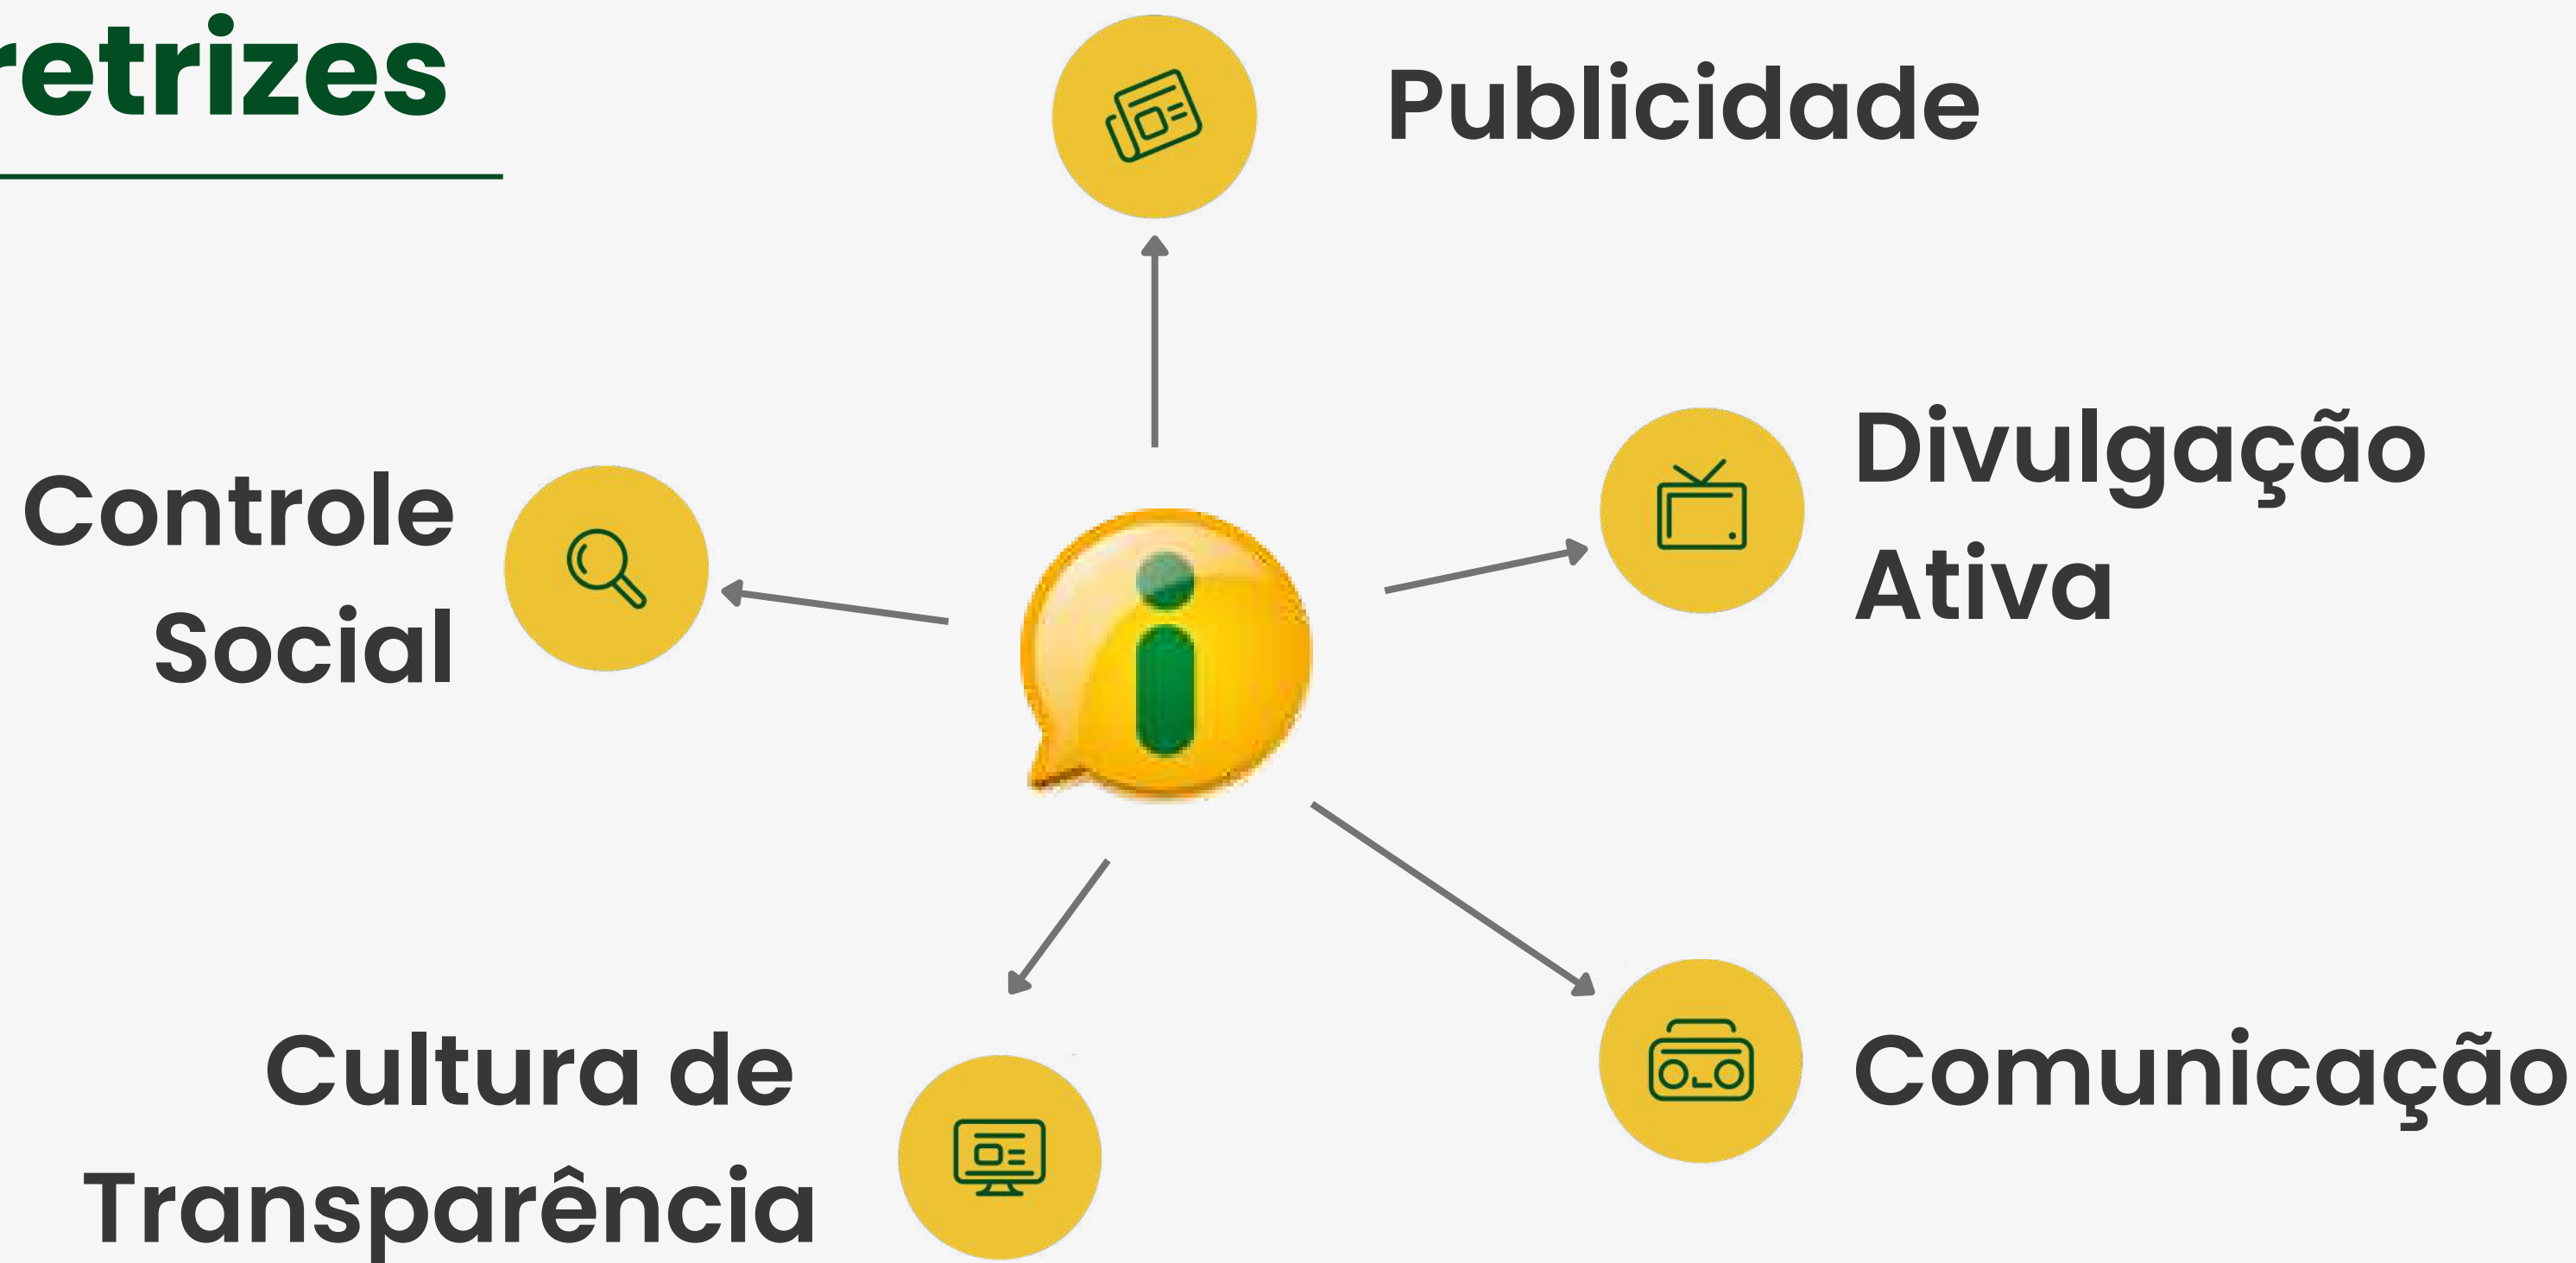 retrizes
Publicidade
Divulgação
Ativa
Controle
Social
Comunicação
Cultura de
Transparência